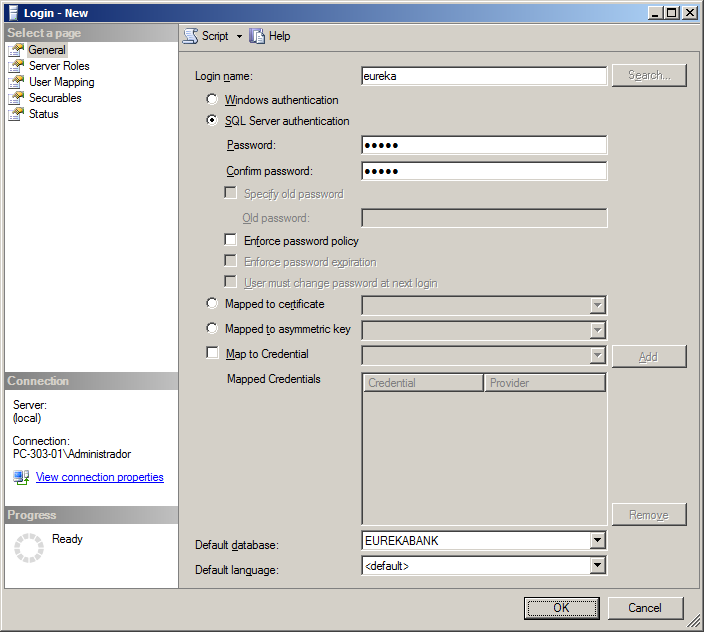 Login - New
Select a page
General
Server Roles
User Mapping
Securables
Status
Script Help
Login name: eureka Search...
Windows authentication
SQL Server authentication
Password: •••••
Confirm password: •••••
Specify old password
Old password:
Enforce password policy
Enforce password expiration
User must change password at next login
Mapped to certificate
Mapped to asymmetric key
Map to Credential Add
Mapped Credentials Credential Provider
Remove
Default database: EUREKABANK
Default language: <default>
Connection
Server:
(local)
Connection:
PC-303-01\Administrador
View connection properties
Progress
Ready
OK Cancel